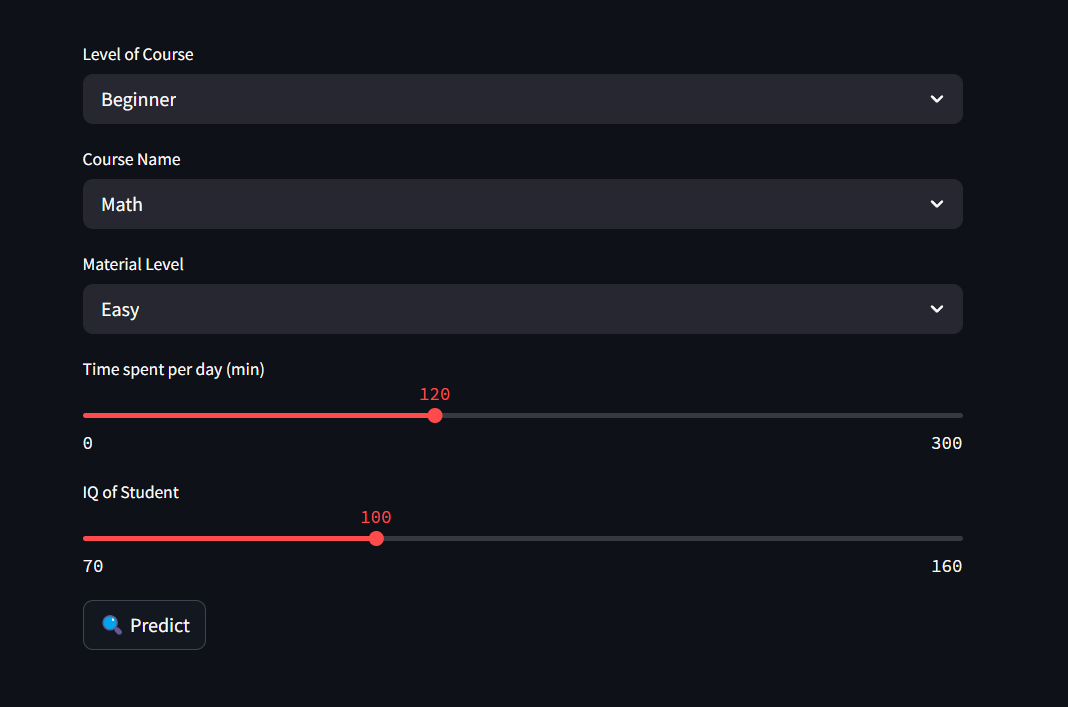 Level of Course
Beginner
Course Name
Math
Material Level
Easy
Time spent per day (min)
120
0 300
IQ of Student
100
70 160
Predict